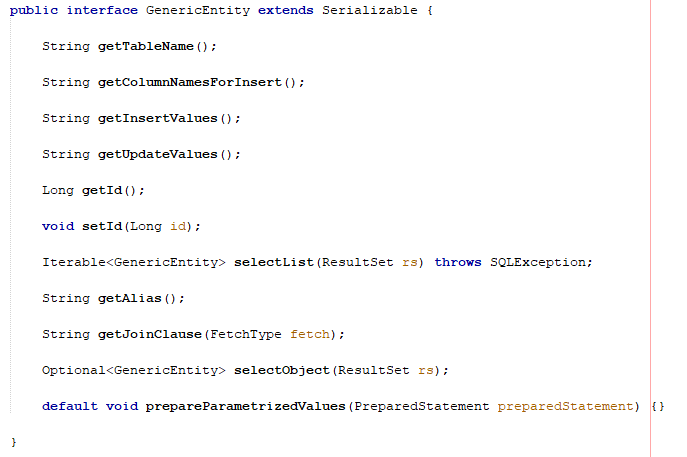 public interface GenericEntity extends Serializable {
String getTableName();
String getColumnNamesForInsert();
String getInsertValues();
String getUpdateValues();
Long getId();
void setId(Long id);
Iterable<GenericEntity> selectList(ResultSet rs) throws SQLException;
String getAlias();
String getJoinClause(FetchType fetch);
Optional<GenericEntity> selectObject(ResultSet rs);
default void prepareParametrizedValues(PreparedStatement preparedStatement) {}
}